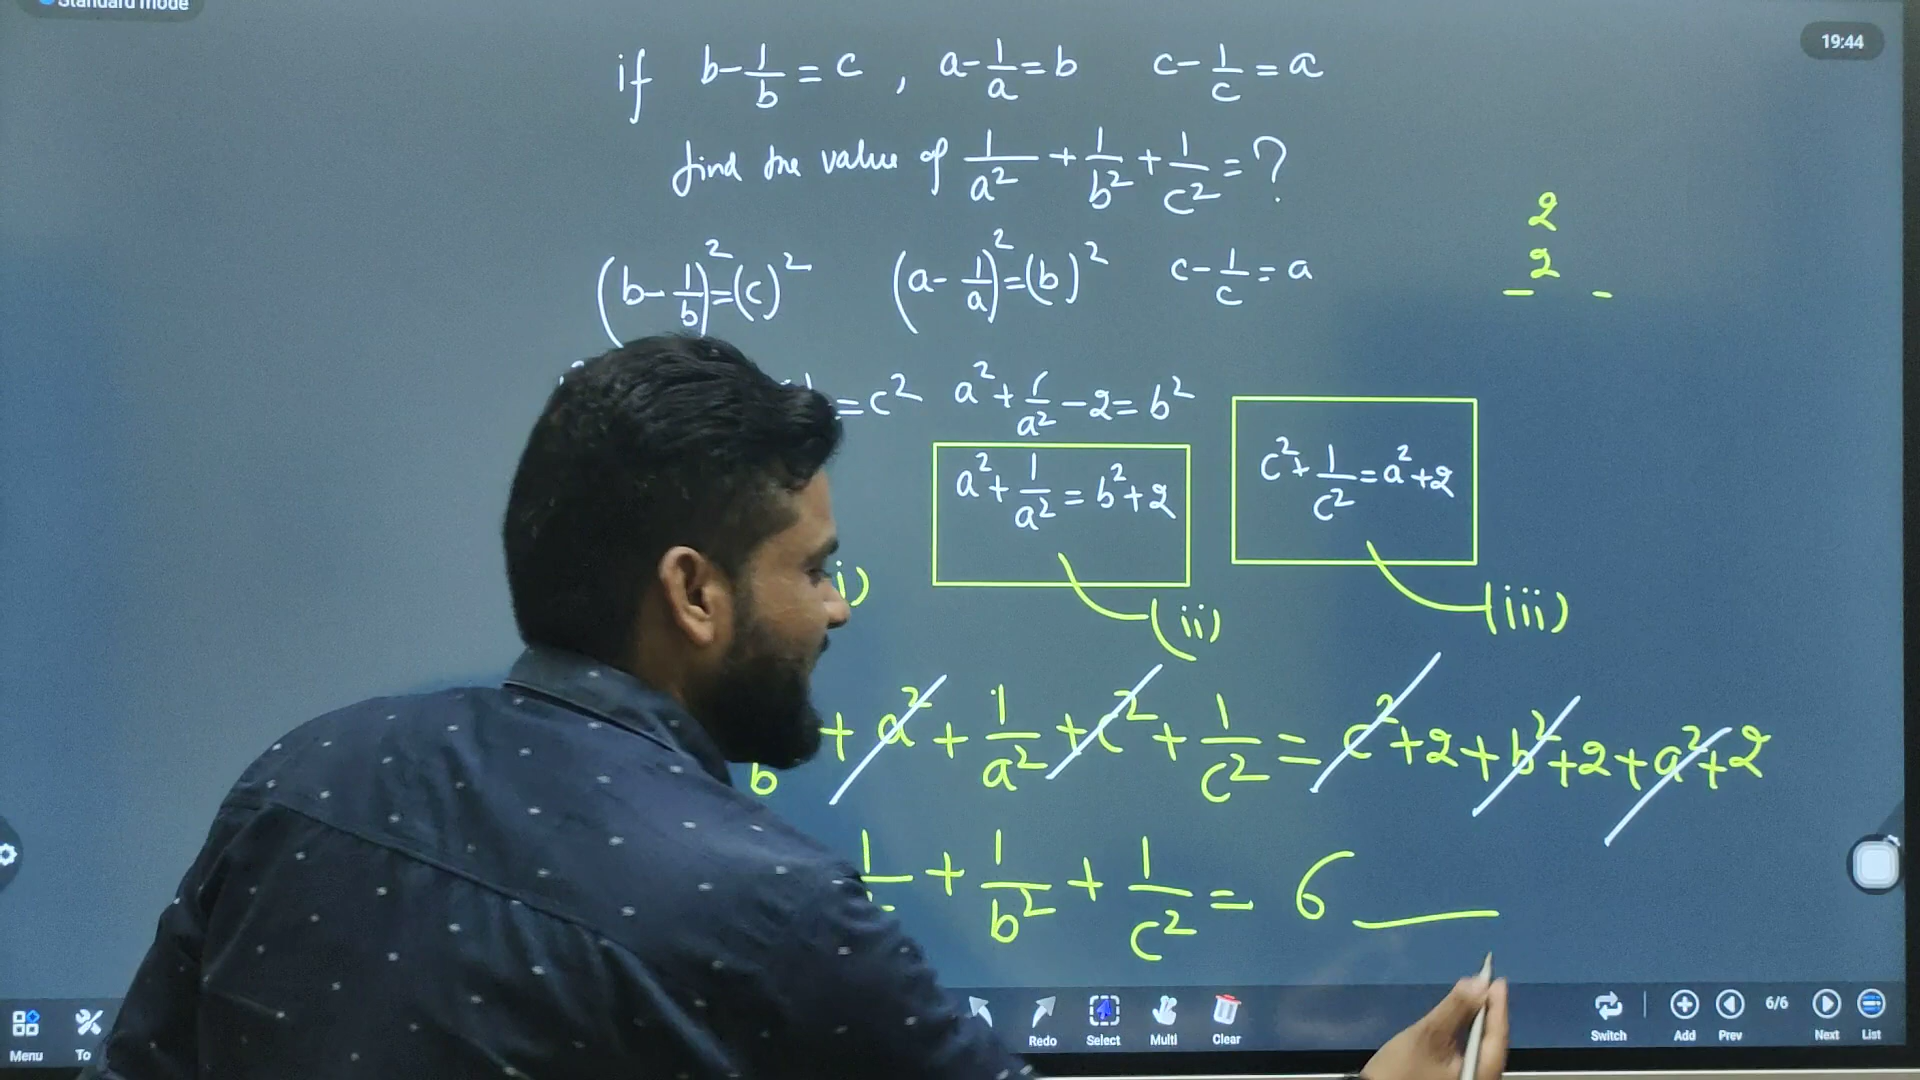 Standard mode
19:44
if b-1/b=c , a-1/a=b c-1/c=a
find the value of 1/a²+1/b²+1/c²=?
2
2
(b-1/b)²=(c)² (a-1/a)²=(b)² c-1/c=a
=c² a²+1/a²-2=b²
a²+1/a²=b²+2
c²+1/c²=a²+2
i) (ii) (iii)
b + a² + 1/a² + c² + 1/c² = c²+2+b²+2+a²+2
1 + 1/b² + 1/c² = 6
Menu To Redo Select Multi Clear Switch Add Prev 6/6 Next List